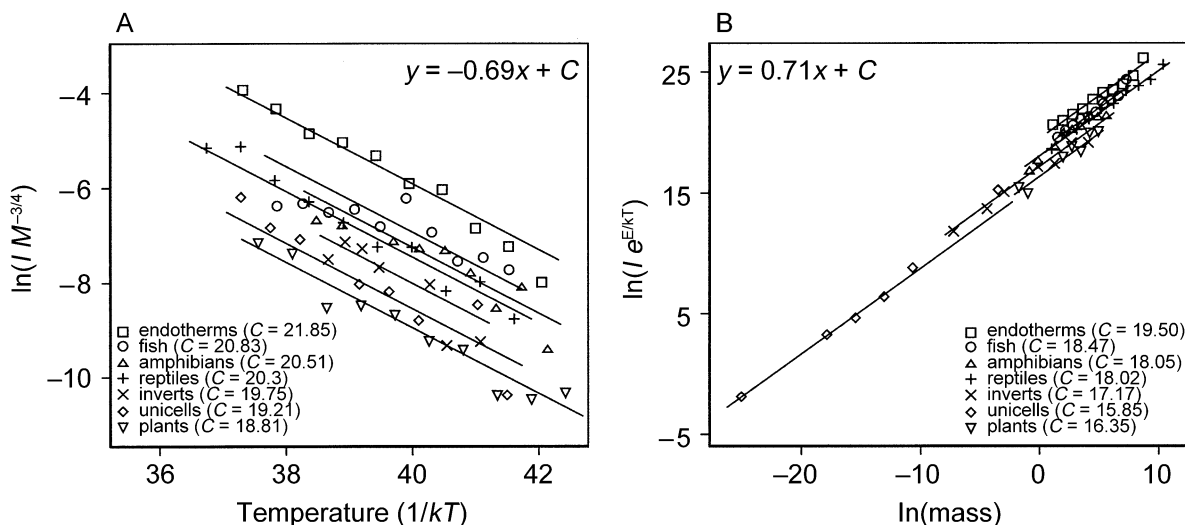 A
y = –0.69x + C
–4
–6
–8
–10
ln(I M–3/4)
endotherms (C = 21.85)
fish (C = 20.83)
amphibians (C = 20.51)
reptiles (C = 20.3)
inverts (C = 19.75)
unicells (C = 19.21)
plants (C = 18.81)
36 38 40 42
Temperature (1/kT)
B
y = 0.71x + C
25
15
5
–5
ln(I eE/kT)
endotherms (C = 19.50)
fish (C = 18.47)
amphibians (C = 18.05)
reptiles (C = 18.02)
inverts (C = 17.17)
unicells (C = 15.85)
plants (C = 16.35)
–20 –10 0 10
ln(mass)